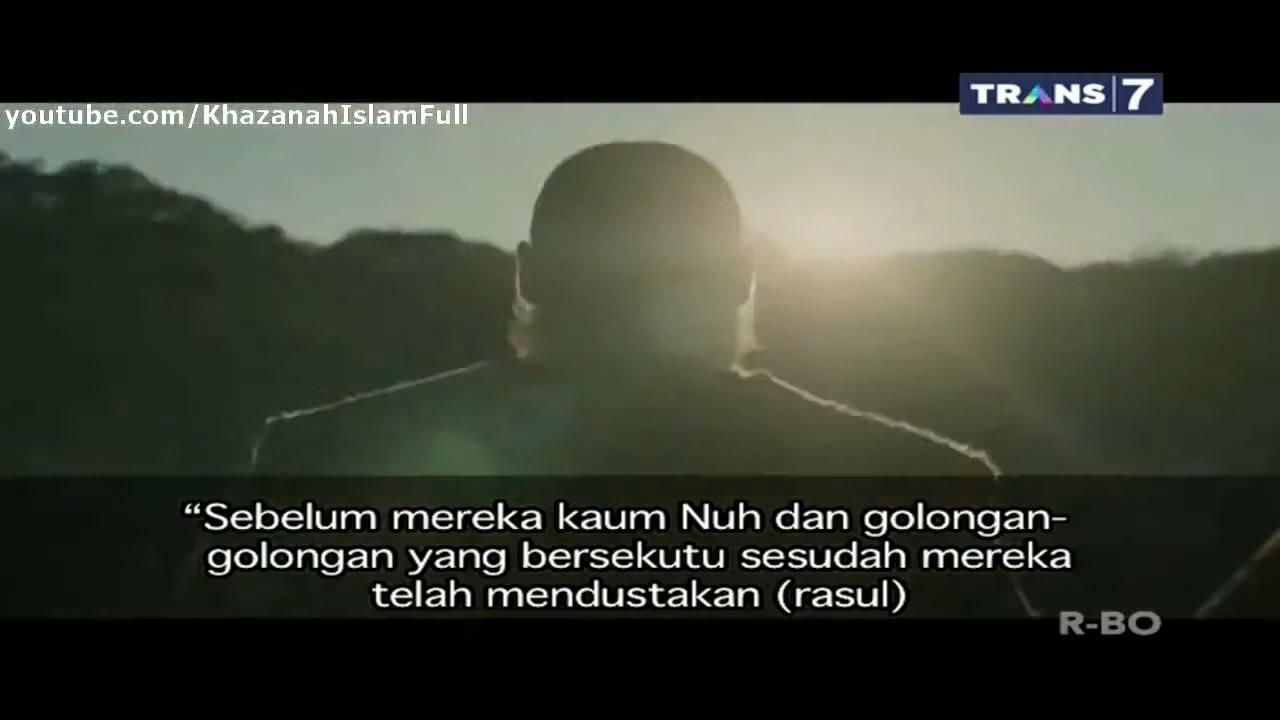 youtube.com/KhazanahIslamFull
TRANS 7
“Sebelum mereka kaum Nuh dan golongan-
golongan yang bersekutu sesudah mereka
telah mendustakan (rasul)
R-BO